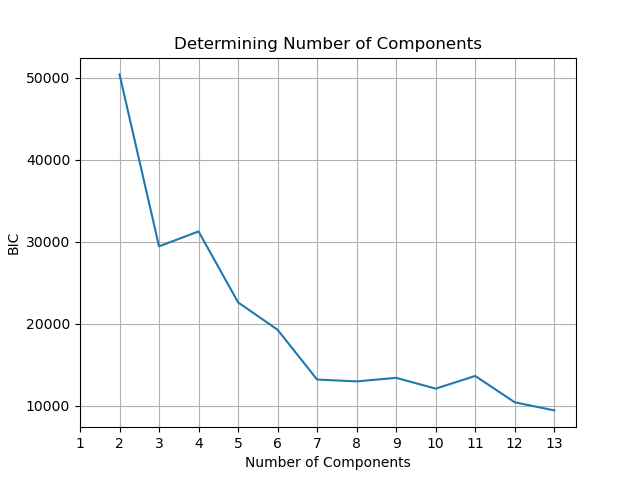 Determining Number of Components
50000
40000
30000
20000
10000
BIC
1 2 3 4 5 6 7 8 9 10 11 12 13
Number of Components